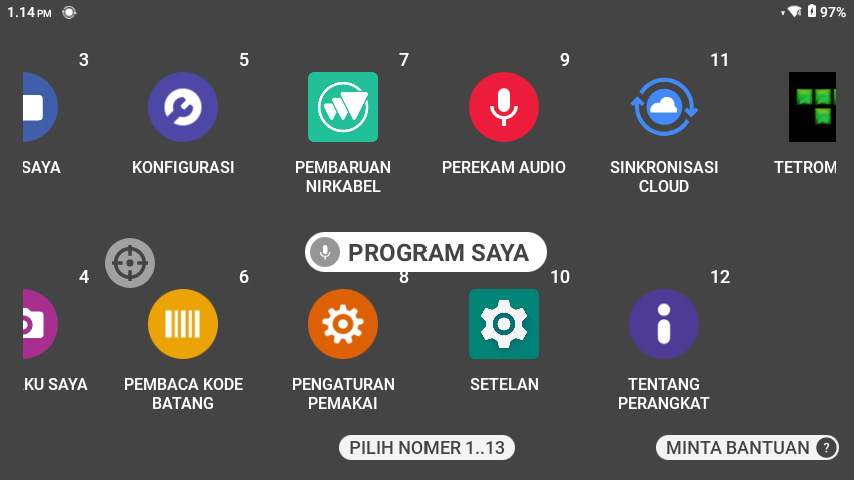 1.14 PM
97%
3
5
7
9
11
SAYA
KONFIGURASI
PEMBARUAN
NIRKABEL
PEREKAM AUDIO
SINKRONISASI
CLOUD
TETROM
PROGRAM SAYA
4
6
8
10
12
KU SAYA
PEMBACA KODE
BATANG
PENGATURAN
PEMAKAI
SETELAN
TENTANG
PERANGKAT
PILIH NOMER 1..13
MINTA BANTUAN ?